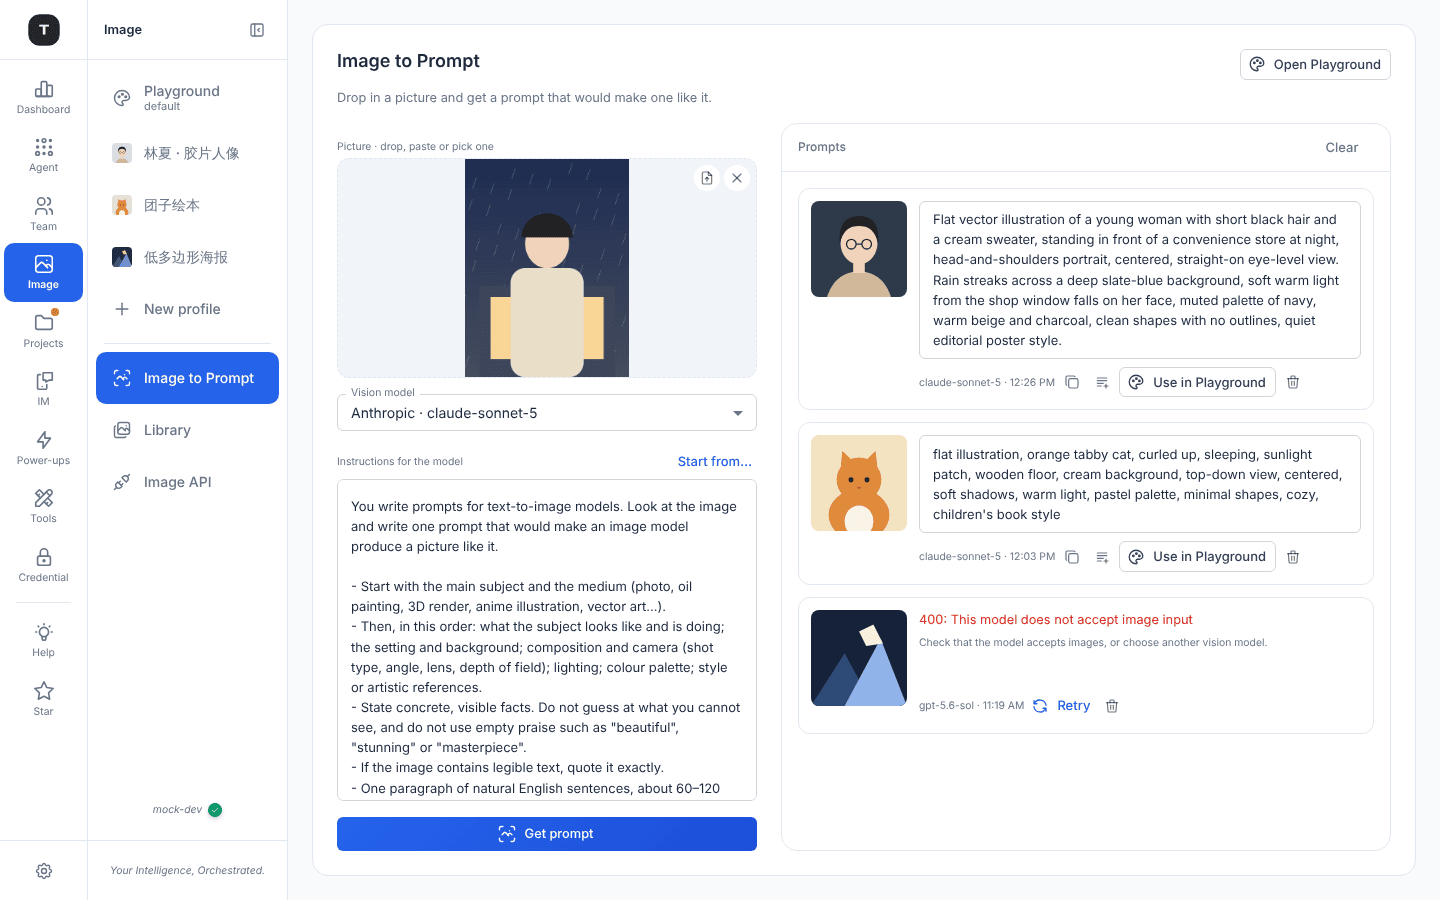 T
Image
Dashboard
Agent
Team
Image
Projects
IM
Power-ups
Tools
Credential
Help
Star
Playground
default
林夏 · 胶片人像
团子绘本
低多边形海报
New profile
Image to Prompt
Library
Image API
mock-dev
Your Intelligence, Orchestrated.
Image to Prompt
Open Playground
Drop in a picture and get a prompt that would make one like it.
Picture · drop, paste or pick one
Vision model
Anthropic · claude-sonnet-5
Instructions for the model
Start from...
You write prompts for text-to-image models. Look at the image
and write one prompt that would make an image model
produce a picture like it.
- Start with the main subject and the medium (photo, oil
painting, 3D render, anime illustration, vector art...).
- Then, in this order: what the subject looks like and is doing;
the setting and background; composition and camera (shot
type, angle, lens, depth of field); lighting; colour palette; style
or artistic references.
- State concrete, visible facts. Do not guess at what you cannot
see, and do not use empty praise such as "beautiful",
"stunning" or "masterpiece".
- If the image contains legible text, quote it exactly.
- One paragraph of natural English sentences, about 60–120
Get prompt
Prompts
Clear
Flat vector illustration of a young woman with short black hair and
a cream sweater, standing in front of a convenience store at night,
head-and-shoulders portrait, centered, straight-on eye-level view.
Rain streaks across a deep slate-blue background, soft warm light
from the shop window falls on her face, muted palette of navy,
warm beige and charcoal, clean shapes with no outlines, quiet
editorial poster style.
claude-sonnet-5 · 12:26 PM
Use in Playground
flat illustration, orange tabby cat, curled up, sleeping, sunlight
patch, wooden floor, cream background, top-down view, centered,
soft shadows, warm light, pastel palette, minimal shapes, cozy,
children's book style
claude-sonnet-5 · 12:03 PM
Use in Playground
400: This model does not accept image input
Check that the model accepts images, or choose another vision model.
gpt-5.6-sol · 11:19 AM
Retry